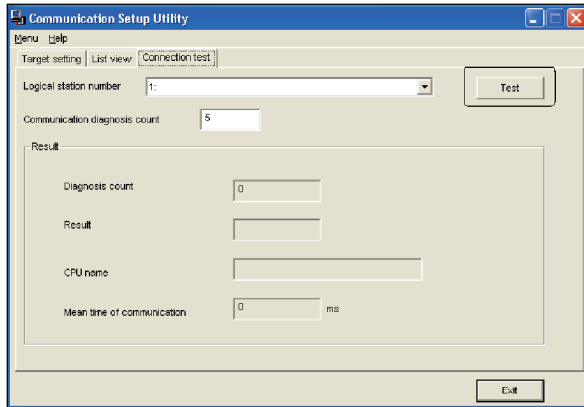 Communication Setup Utility
Menu Help
Target setting List view Connection test
Logical station number 1: Test
Communication diagnosis count 5
Result
Diagnosis count 0
Result
CPU name
Mean time of communication 0 ms
Exit